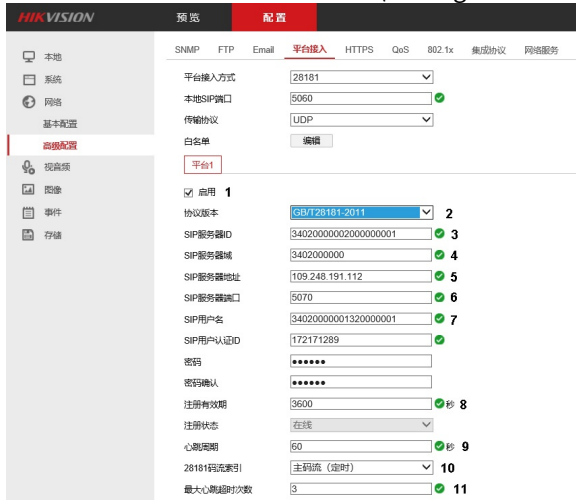 HIKVISION 预览 配置
SNMP FTP Email 平台接入 HTTPS QoS 802.1x 集成协议 网络服务
本地
系统
网络
基本配置
高级配置
视音频
图像
事件
存储
平台接入方式 28181
本地SIP端口 5060
传输协议 UDP
白名单 编辑
平台1
启用 1
协议版本 GB/T28181-2011 2
SIP服务器ID 34020000002000000001 3
SIP服务器域 3402000000 4
SIP服务器地址 109.248.191.112 5
SIP服务器端口 5070 6
SIP用户名 34020000001320000001 7
SIP用户认证ID 172171289
密码 ●●●●●●
密码确认 ●●●●●●
注册有效期 3600 秒 8
注册状态 在线
心跳周期 60 秒 9
28181码流索引 主码流（定时） 10
最大心跳超时次数 3 11